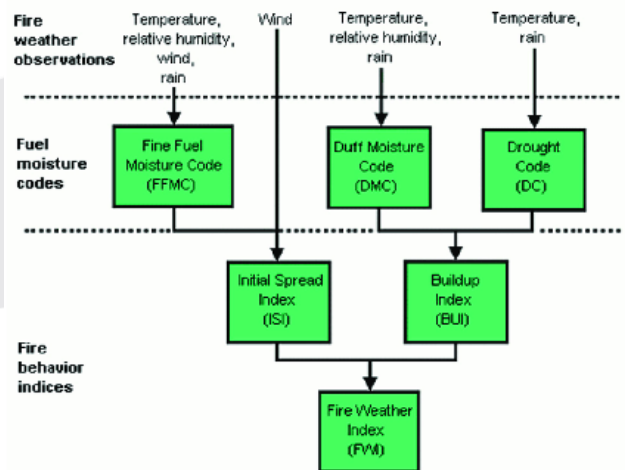 Fire
weather
observations
Temperature,
relative humidity,
wind,
rain
Wind
Temperature,
relative humidity,
rain
Temperature,
rain
Fuel
moisture
codes
Fine Fuel
Moisture Code
(FFMC)
Duff Moisture
Code
(DMC)
Drought
Code
(DC)
Fire
behavior
indices
Initial Spread
Index
(ISI)
Buildup
Index
(BUI)
Fire Weather
Index
(FWI)